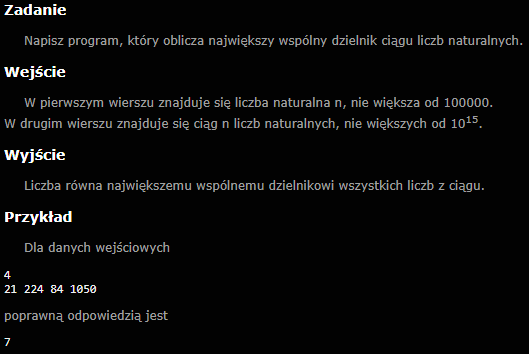 Zadanie
Napisz program, który oblicza największy wspólny dzielnik ciągu liczb naturalnych.
Wejście
W pierwszym wierszu znajduje się liczba naturalna n, nie większa od 100000.
W drugim wierszu znajduje się ciąg n liczb naturalnych, nie większych od 10¹⁵.
Wyjście
Liczba równa największemu wspólnemu dzielnikowi wszystkich liczb z ciągu.
Przykład
Dla danych wejściowych
4
21 224 84 1050
poprawną odpowiedzią jest
7